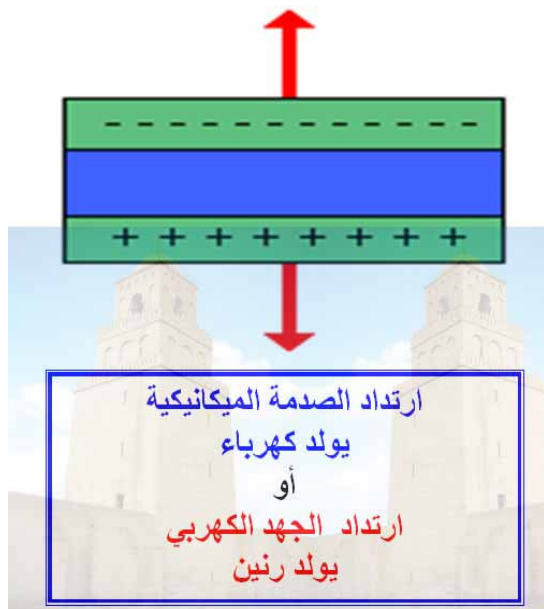 - - - - - - - - - - - -
+ + + + + + + +
ارتداد الصدمة الميكانيكية
يولد كهرباء
أو
ارتداد الجهد الكهربي
يولد رنين